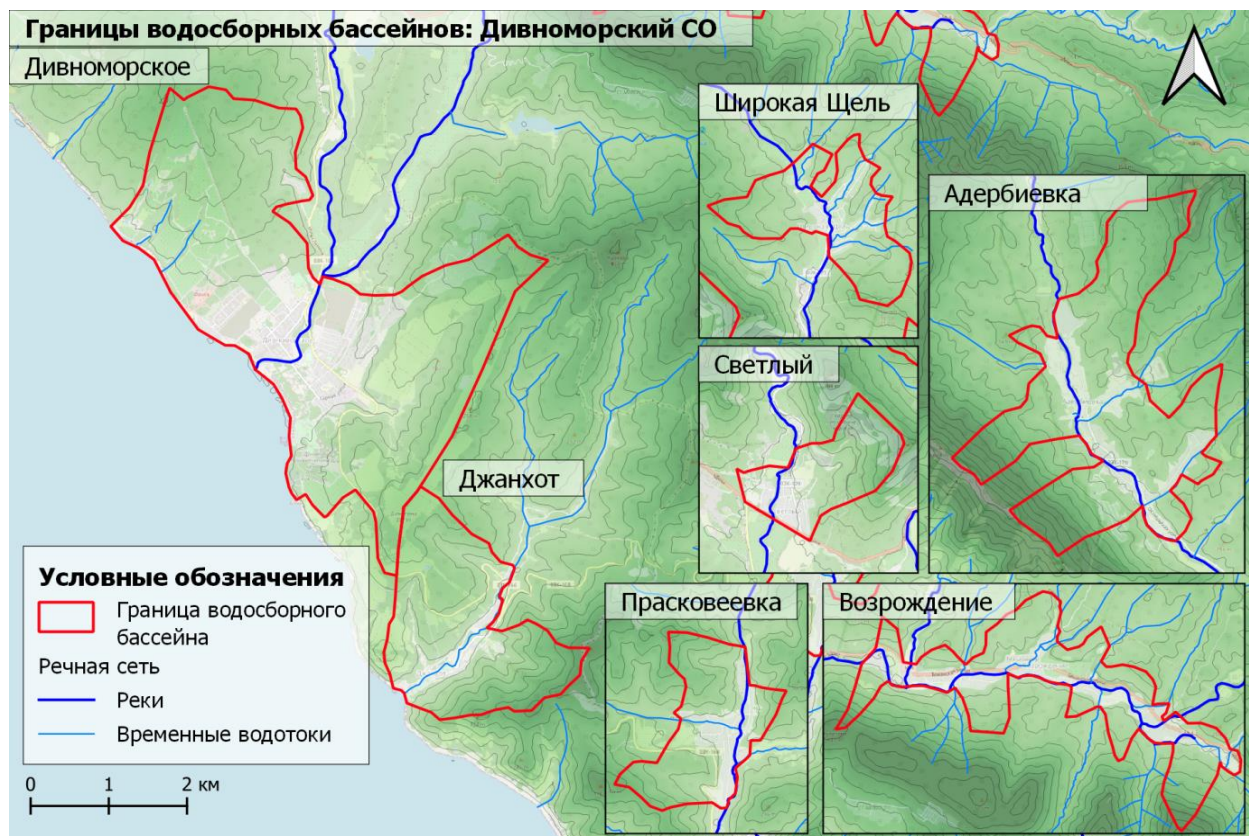 Границы водосборных бассейнов: Дивноморский СО
Дивноморское
Широкая Щель
Адербиевка
Светлый
Джанхот
Прасковеевка
Возрождение
Условные обозначения
Граница водосборного
бассейна
Речная сеть
Реки
Временные водотоки
0 1 2 км